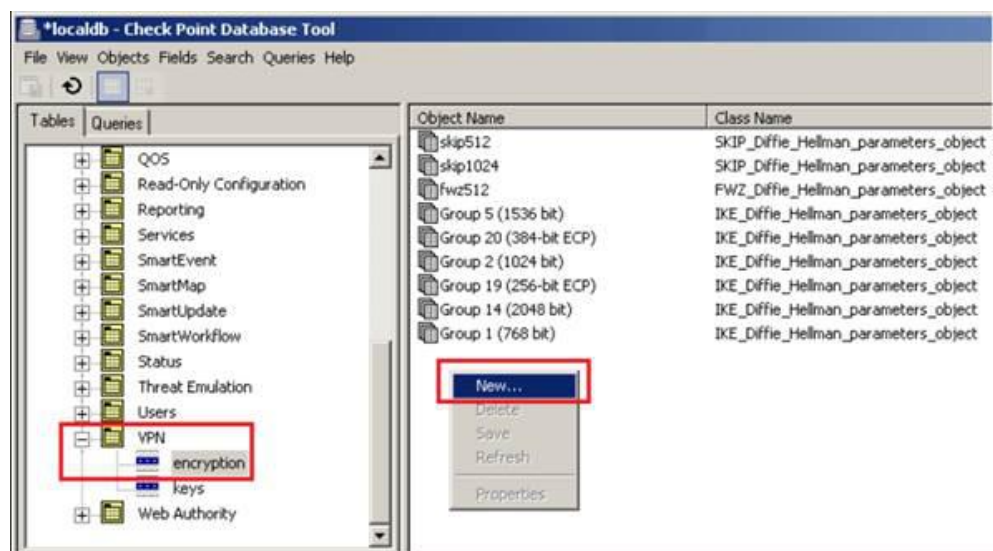 *localdb - Check Point Database Tool
File View Objects Fields Search Queries Help
Tables Queries
QOS
Read-Only Configuration
Reporting
Services
SmartEvent
SmartMap
SmartUpdate
SmartWorkflow
Status
Threat Emulation
Users
VPN
encryption
keys
Web Authority
Object Name Class Name
skip512 SKIP_Diffie_Hellman_parameters_object
skip1024 SKIP_Diffie_Hellman_parameters_object
fwz512 FWZ_Diffie_Hellman_parameters_object
Group 5 (1536 bit) IKE_Diffie_Hellman_parameters_object
Group 20 (384-bit ECP) IKE_Diffie_Hellman_parameters_object
Group 2 (1024 bit) IKE_Diffie_Hellman_parameters_object
Group 19 (256-bit ECP) IKE_Diffie_Hellman_parameters_object
Group 14 (2048 bit) IKE_Diffie_Hellman_parameters_object
Group 1 (768 bit) IKE_Diffie_Hellman_parameters_object
New...
Delete
Save
Refresh
Properties